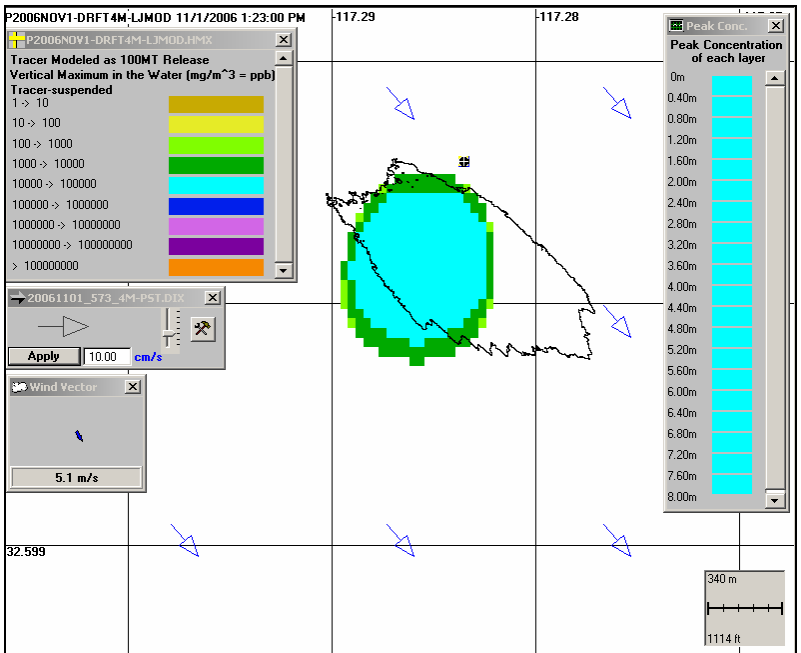 P2006NOV1-DRFT4M-LJMOD 11/1/2006 1:23:00 PM
-117.29
-117.28
P2006NOV1-DRFT4M-LJMOD.HMX
Tracer Modeled as 100MT Release
Vertical Maximum in the Water (mg/m^3 = ppb)
Tracer-suspended
1 -> 10
10 -> 100
100 -> 1000
1000 -> 10000
10000 -> 100000
100000 -> 1000000
1000000 -> 10000000
10000000 -> 100000000
> 100000000
20061101_573_4M-PST.DIX
Apply
10.00
cm/s
Wind Vector
5.1 m/s
32.599
Peak Conc.
Peak Concentration
of each layer
0m
0.40m
0.80m
1.20m
1.60m
2.00m
2.40m
2.80m
3.20m
3.60m
4.00m
4.40m
4.80m
5.20m
5.60m
6.00m
6.40m
6.80m
7.20m
7.60m
8.00m
340 m
1114 ft